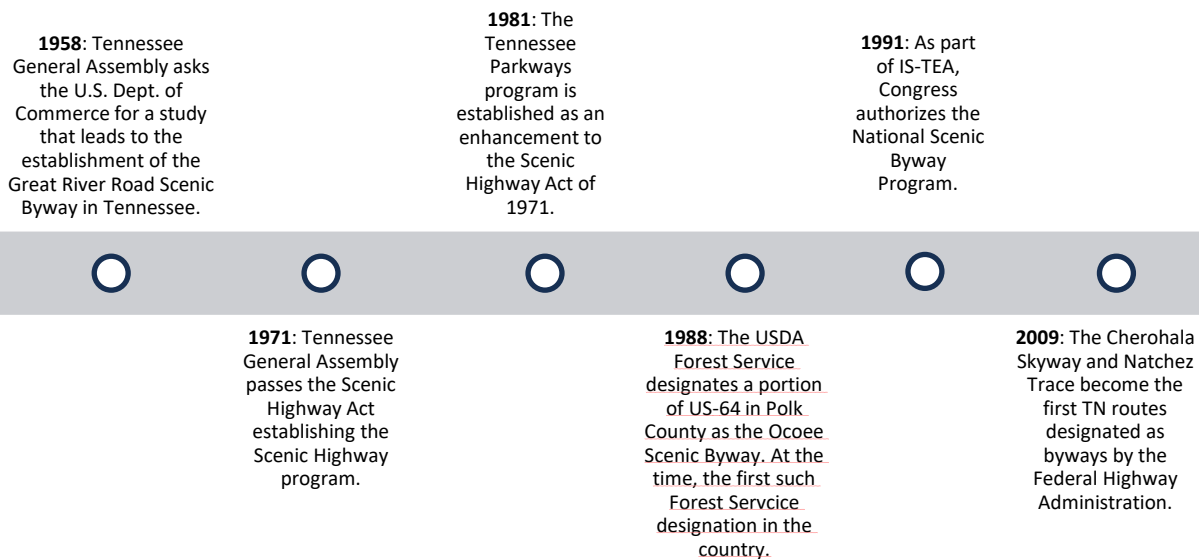 1958: Tennessee
General Assembly asks
the U.S. Dept. of
Commerce for a study
that leads to the
establishment of the
Great River Road Scenic
Byway in Tennessee.
1971: Tennessee
General Assembly
passes the Scenic
Highway Act
establishing the
Scenic Highway
program.
1981: The
Tennessee
Parkways
program is
established as an
enhancement to
the Scenic
Highway Act of
1971.
1988: The USDA
Forest Service
designates a portion
of US-64 in Polk
County as the Ocoee
Scenic Byway. At the
time, the first such
Forest Servcice
designation in the
country.
1991: As part
of IS-TEA,
Congress
authorizes the
National Scenic
Byway
Program.
2009: The Cherohala
Skyway and Natchez
Trace become the
first TN routes
designated as
byways by the
Federal Highway
Administration.